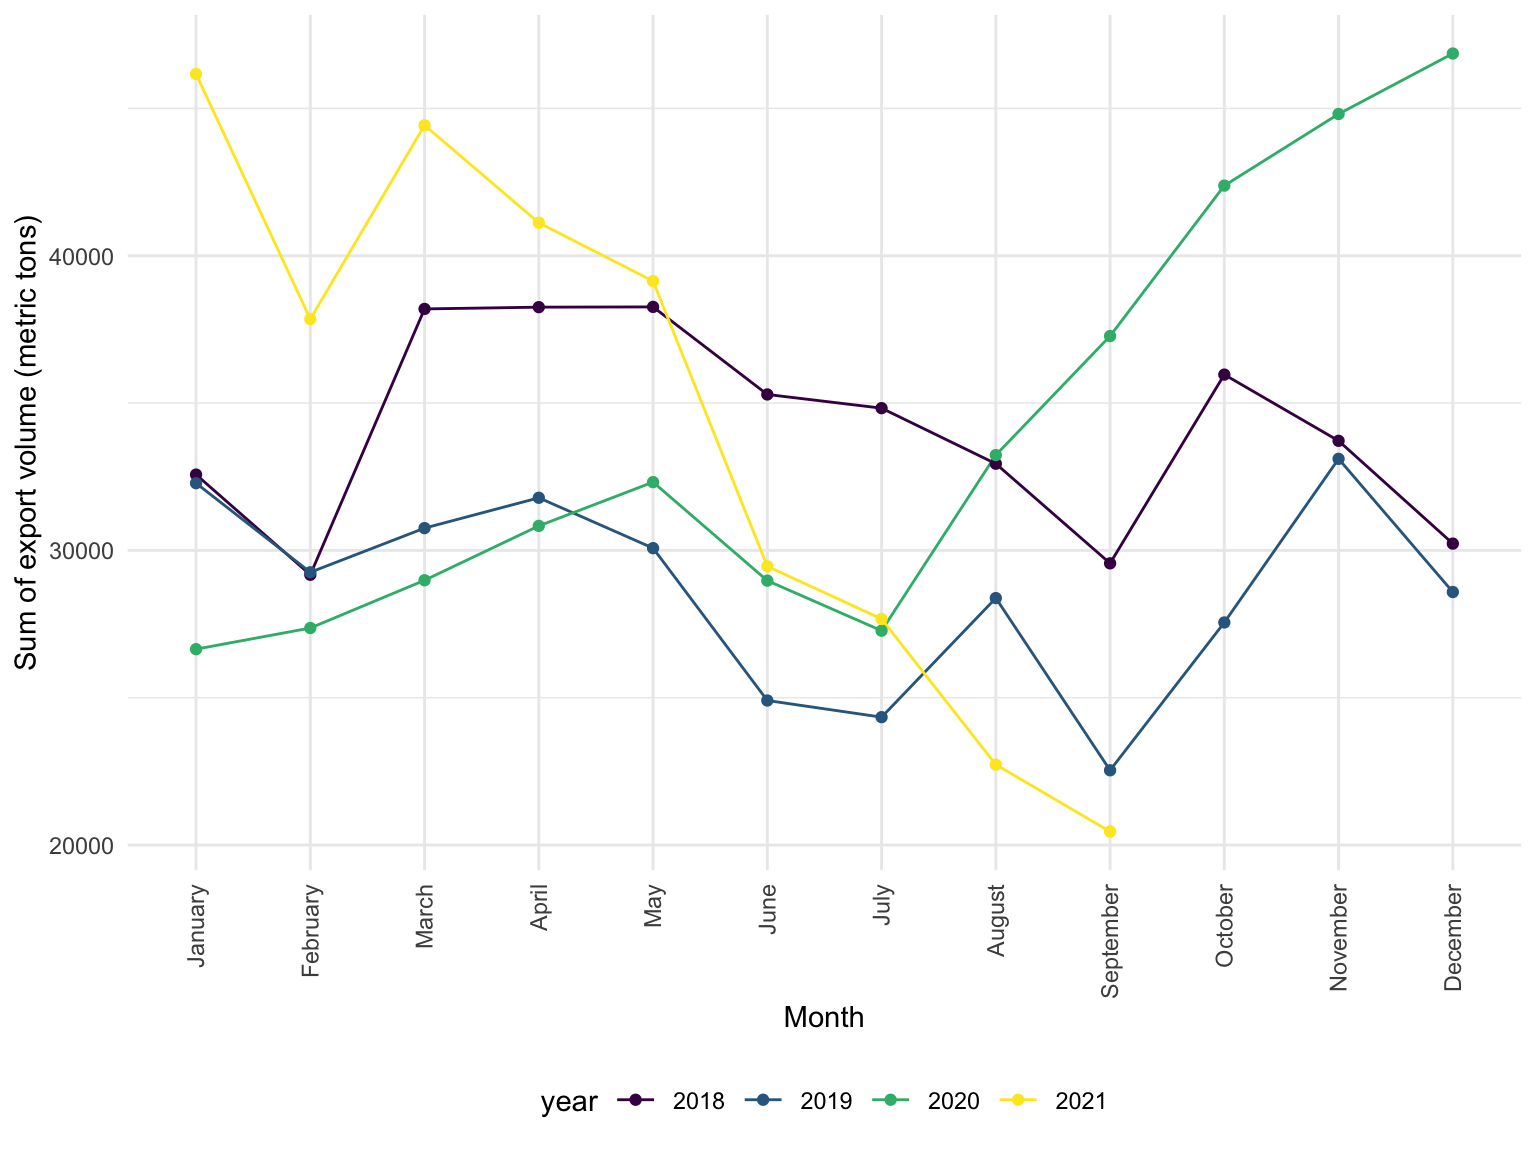 Sum of export volume (metric tons)
40000
30000
20000
January
February
March
April
May
June
July
August
September
October
November
December
Month
year 2018 2019 2020 2021